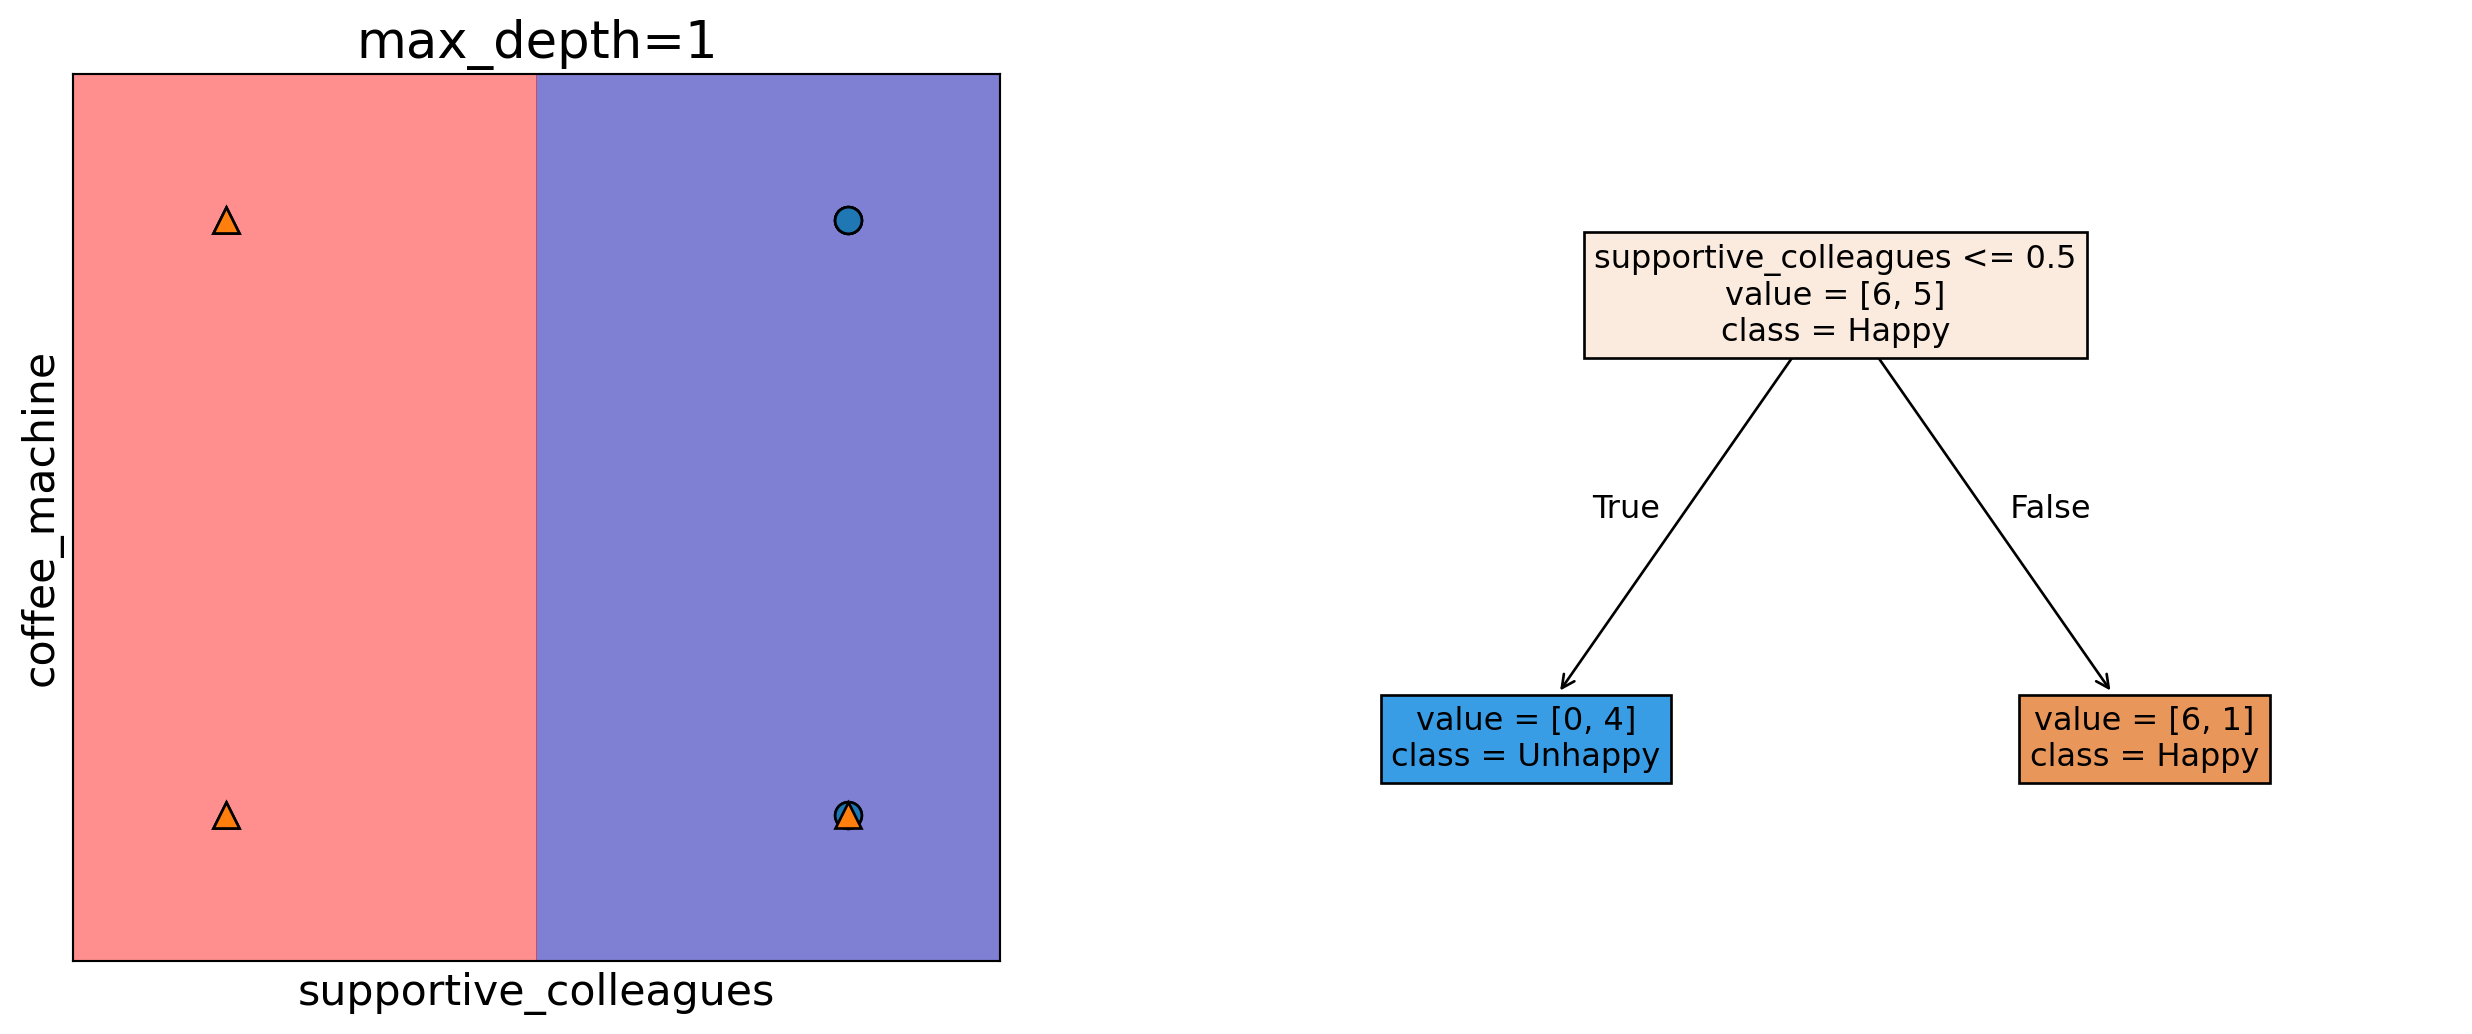 max_depth=1
coffee_machine
supportive_colleagues
supportive_colleagues <= 0.5
value = [6, 5]
class = Happy
True
False
value = [0, 4]
class = Unhappy
value = [6, 1]
class = Happy